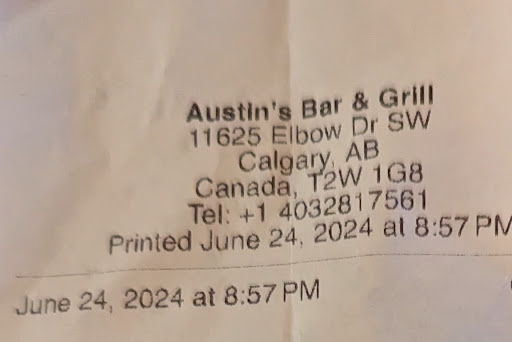 Austin's Bar & Grill
11625 Elbow Dr SW
Calgary, AB
Canada, T2W 1G8
Tel: +1 4032817561
Printed June 24, 2024 at 8:57 PM
June 24, 2024 at 8:57 PM